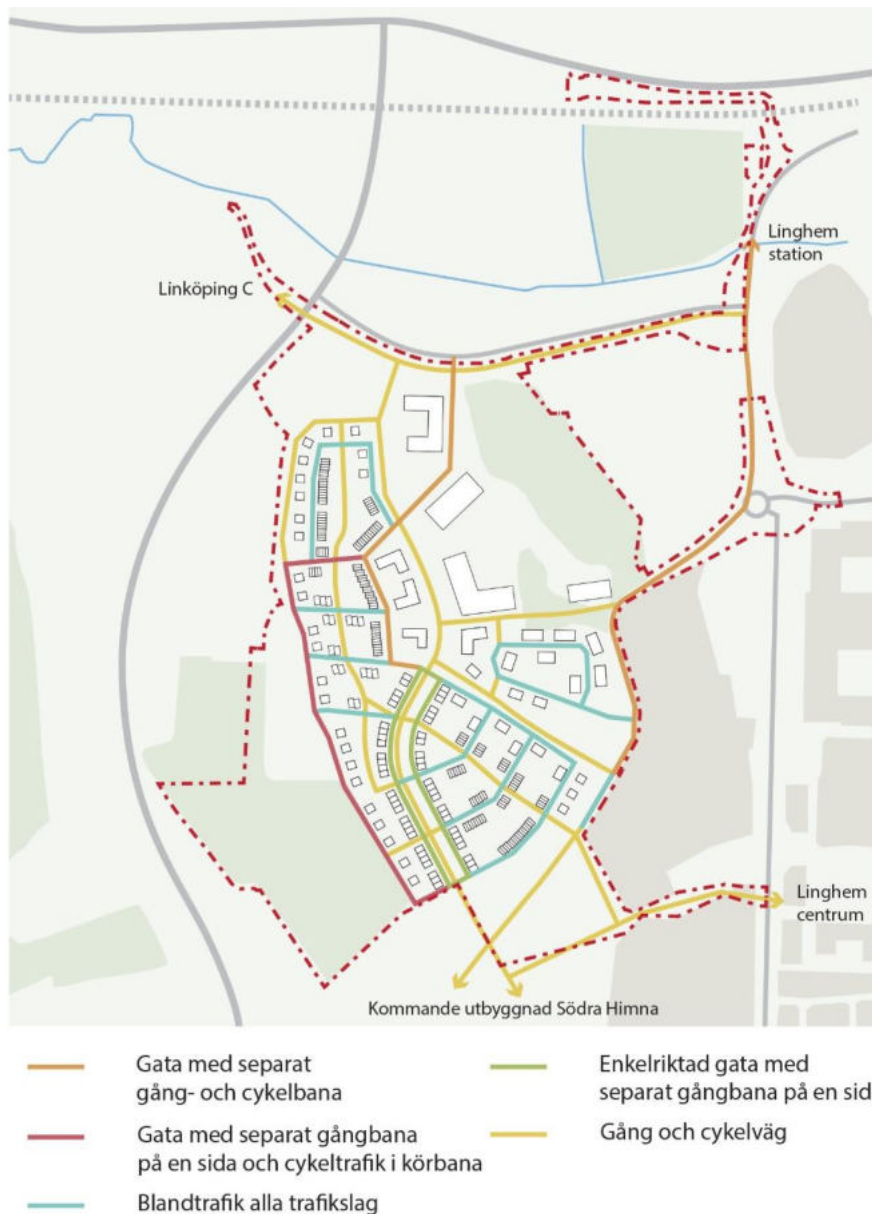 Linghem
station
Linköping C
Linghem
centrum
Kommande utbyggnad Södra Himna
Gata med separat
gång- och cykelbana
Gata med separat gångbana
på en sida och cykeltrafik i körbana
Blandtrafik alla trafikslag
Enkelriktad gata med
separat gångbana på en sid
Gång och cykelväg